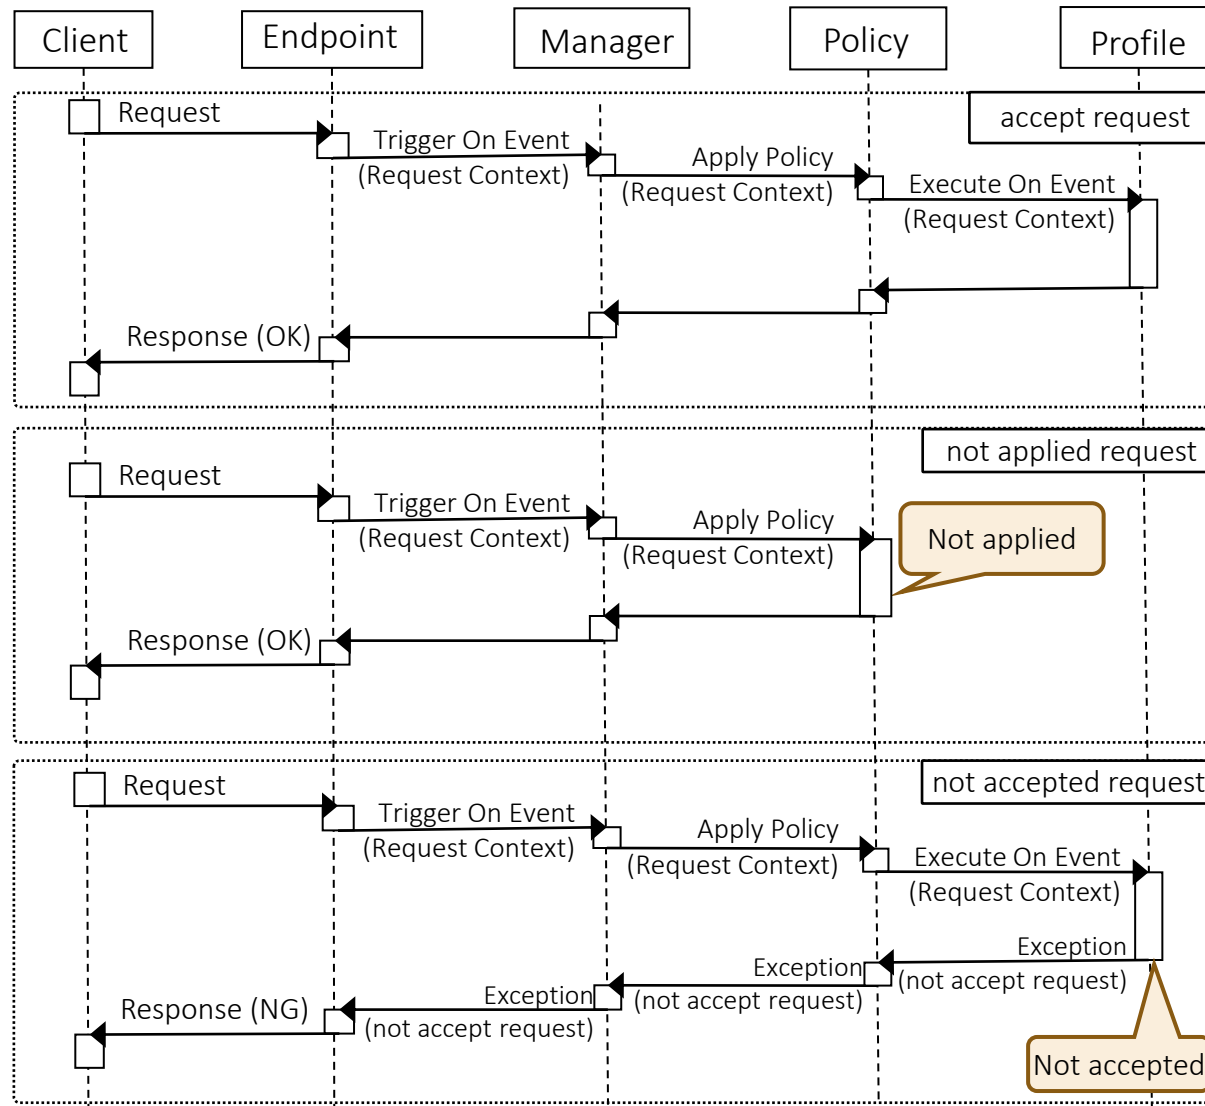 Client
Endpoint
Manager
Policy
Profile
accept request
Request
Trigger On Event
(Request Context)
Apply Policy
(Request Context)
Execute On Event
(Request Context)
Response (OK)
not applied request
Request
Trigger On Event
(Request Context)
Apply Policy
(Request Context)
Not applied
Response (OK)
not accepted request
Request
Trigger On Event
(Request Context)
Apply Policy
(Request Context)
Execute On Event
(Request Context)
Exception
(not accept request)
Exception
(not accept request)
Exception
(not accept request)
Response (NG)
Not accepted